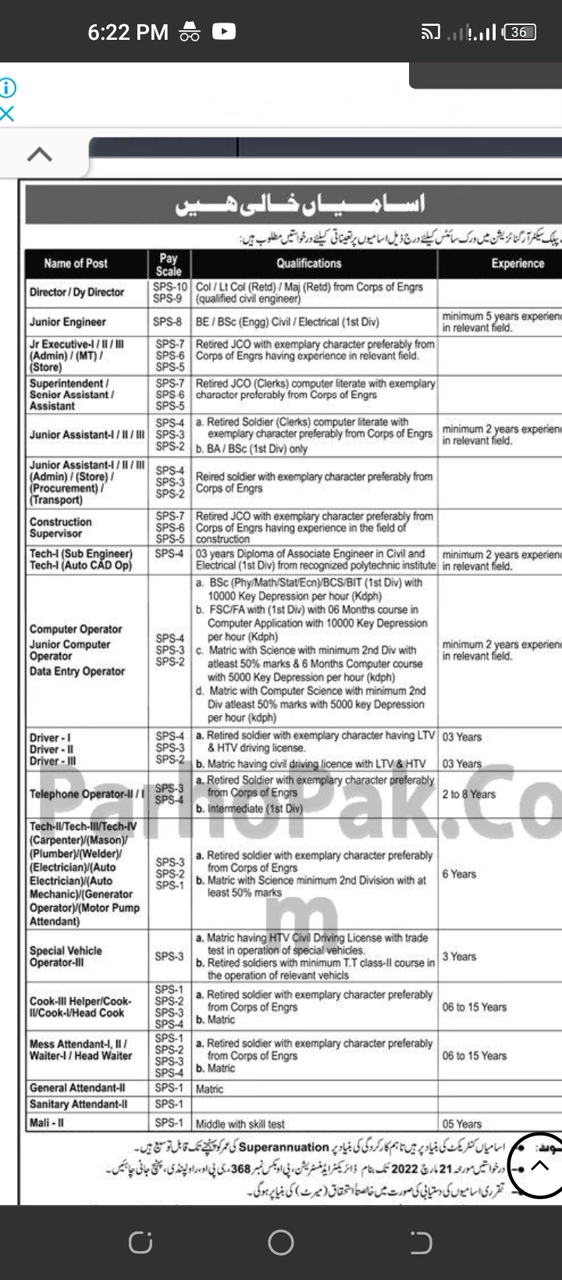 6:22 PM
36
اسامیاں خالی ھیں
پبلک سیکٹر آرگنائزیشن میں ورک سائٹس کیلئے درج ذیل اسامیوں پر تعیناتی کیلئے درخواستیں مطلوب ہیں:
Name of Post Pay Scale Qualifications Experience
Director / Dy Director SPS-10 Col / Lt Col (Retd) / Maj (Retd) from Corps of Engrs
SPS-9 (qualified civil engineer)
Junior Engineer SPS-8 BE / BSc (Engg) Civil / Electrical (1st Div) minimum 5 years experienc
in relevant field.
Jr Executive-I / II / III SPS-7 Retired JCO with exemplary character preferably from
(Admin) / (MT) / SPS-6 Corps of Engrs having experience in relevant field.
(Store) SPS-5
Superintendent / SPS-7 Retired JCO (Clerks) computer literate with exemplary
Senior Assistant / SPS-6 character preferably from Corps of Engrs
Assistant SPS-5
Junior Assistant-I / II / III SPS-4 a. Retired Soldier (Clerks) computer literate with minimum 2 years experienc
SPS-3 exemplary character preferably from Corps of Engrs in relevant field.
SPS-2 b. BA / BSc (1st Div) only
Junior Assistant-I / II / III SPS-4 Reired soldier with exemplary character preferably from
(Admin) / (Store) / SPS-3 Corps of Engrs
(Procurement) / SPS-2
(Transport)
Construction SPS-7 Retired JCO with exemplary character preferably from
Supervisor SPS-6 Corps of Engrs having experience in the field of
SPS-5 construction
Tech-I (Sub Engineer) SPS-4 03 years Diploma of Associate Engineer in Civil and minimum 2 years experienc
Tech-I (Auto CAD Op) Electrical (1st Div) from recognized polytechnic institute in relevant field.
a. BSc (Phy/Math/Stat/Ecn)/BCS/BIT (1st Div) with
10000 Key Depression per hour (Kdph)
b. FSC/FA with (1st Div) with 06 Months course in
Computer Operator Computer Application with 10000 Key Depression
SPS-4 per hour (Kdph)
Junior Computer SPS-3 c. Matric with Science with minimum 2nd Div with minimum 2 years experienc
Operator SPS-2 atleast 50% marks & 6 Months Computer course in relevant field.
Data Entry Operator with 5000 Key Depression per hour (kdph)
d. Matric with Computer Science with minimum 2nd
Div atleast 50% marks with 5000 key Depression
per hour (kdph)
Driver - I SPS-4 a. Retired soldier with exemplary character having LTV 03 Years
Driver - II SPS-3 & HTV driving license.
Driver - III SPS-2 b. Matric having civil driving licence with LTV & HTV 03 Years
Telephone Operator-II / I SPS-3 a. Retired Soldier with exemplary character preferably 2 to 8 Years
SPS-4 from Corps of Engrs
b. Intermediate (1st Div)
ParhoPak.Co
m
Tech-II/Tech-III/Tech-IV
(Carpenter)/(Mason)/
(Plumber)/(Welder)/ SPS-3 a. Retired soldier with exemplary character preferably
(Electrician)/(Auto SPS-2 from Corps of Engrs 6 Years
Electrician)/(Auto SPS-1 b. Matric with Science minimum 2nd Division with at
Mechanic)/(Generator least 50% marks
Operator)/(Motor Pump
Attendant)
Special Vehicle SPS-3 a. Matric having HTV Civil Driving License with trade 3 Years
Operator-III test in operation of special vehicles.
b. Retired soldiers with minimum T.T class-II course in
the operation of relevant vehicls
Cook-III Helper/Cook- SPS-1 a. Retired soldier with exemplary character preferably 06 to 15 Years
II/Cook-I/Head Cook SPS-2 from Corps of Engrs
SPS-3 b. Matric
SPS-4
Mess Attendant-I, II / SPS-1 a. Retired soldier with exemplary character preferably 06 to 15 Years
Waiter-I / Head Waiter SPS-2 from Corps of Engrs
SPS-3 b. Matric
SPS-4
General Attendant-II SPS-1 Matric
Sanitary Attendant-II SPS-1
Mali - II SPS-1 Middle with skill test 05 Years
اسامیاں کنٹریکٹ کی بنیاد پر ہیں تاہم کارکردگی کی بنیاد پر Superannuation کی عمر کو پہنچنے تک قابل توسیع ہیں۔
درخواستیں مورخہ 21 مارچ 2022 تک بنام ڈائریکٹر ایڈمنسٹریشن، پی او بکس نمبر 368، جی پی او، راولپنڈی، پہنچ جانی چاہئیں۔
تقرری اسامیوں کی دستیابی کی صورت میں خالصتاً استحقاق (میرٹ) کی بنیاد پر ہو گی۔